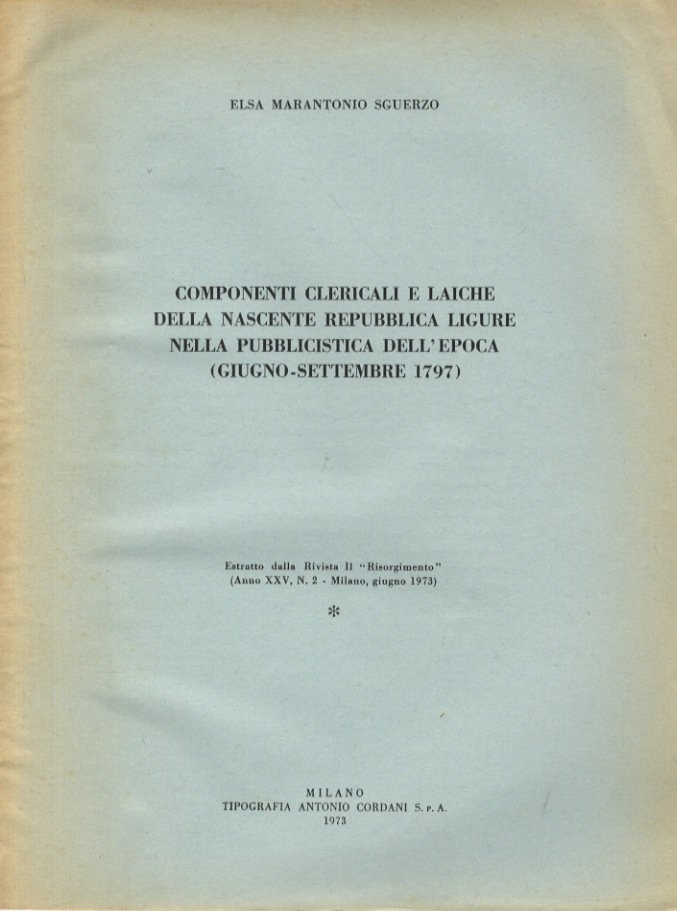 ELSA MARANTONIO SGUERZO
COMPONENTI CLERICALI E LAICHE
DELLA NASCENTE REPUBBLICA LIGURE
NELLA PUBBLICISTICA DELL'EPOCA
(GIUGNO-SETTEMBRE 1797)
Estratto dalla Rivista Il "Risorgimento"
(Anno XXV, N. 2 - Milano, giugno 1973)
*
MILANO
TIPOGRAFIA ANTONIO CORDANI S. P. A.
1973